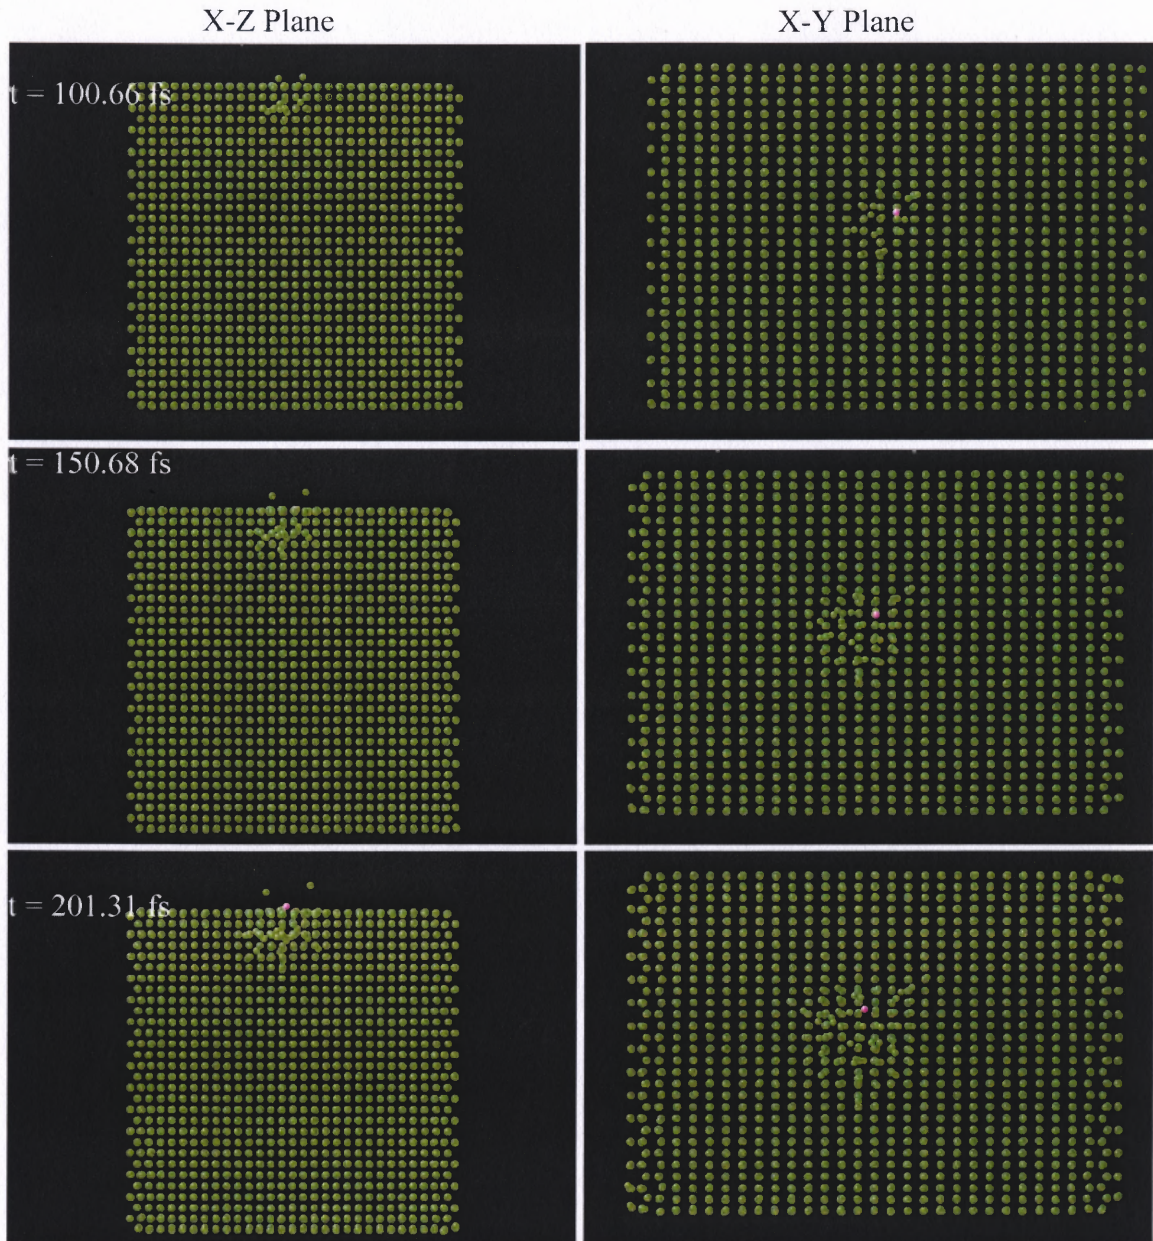 X-Z Plane
X-Y Plane
t = 100.66 fs
t = 150.68 fs
t = 201.31 fs